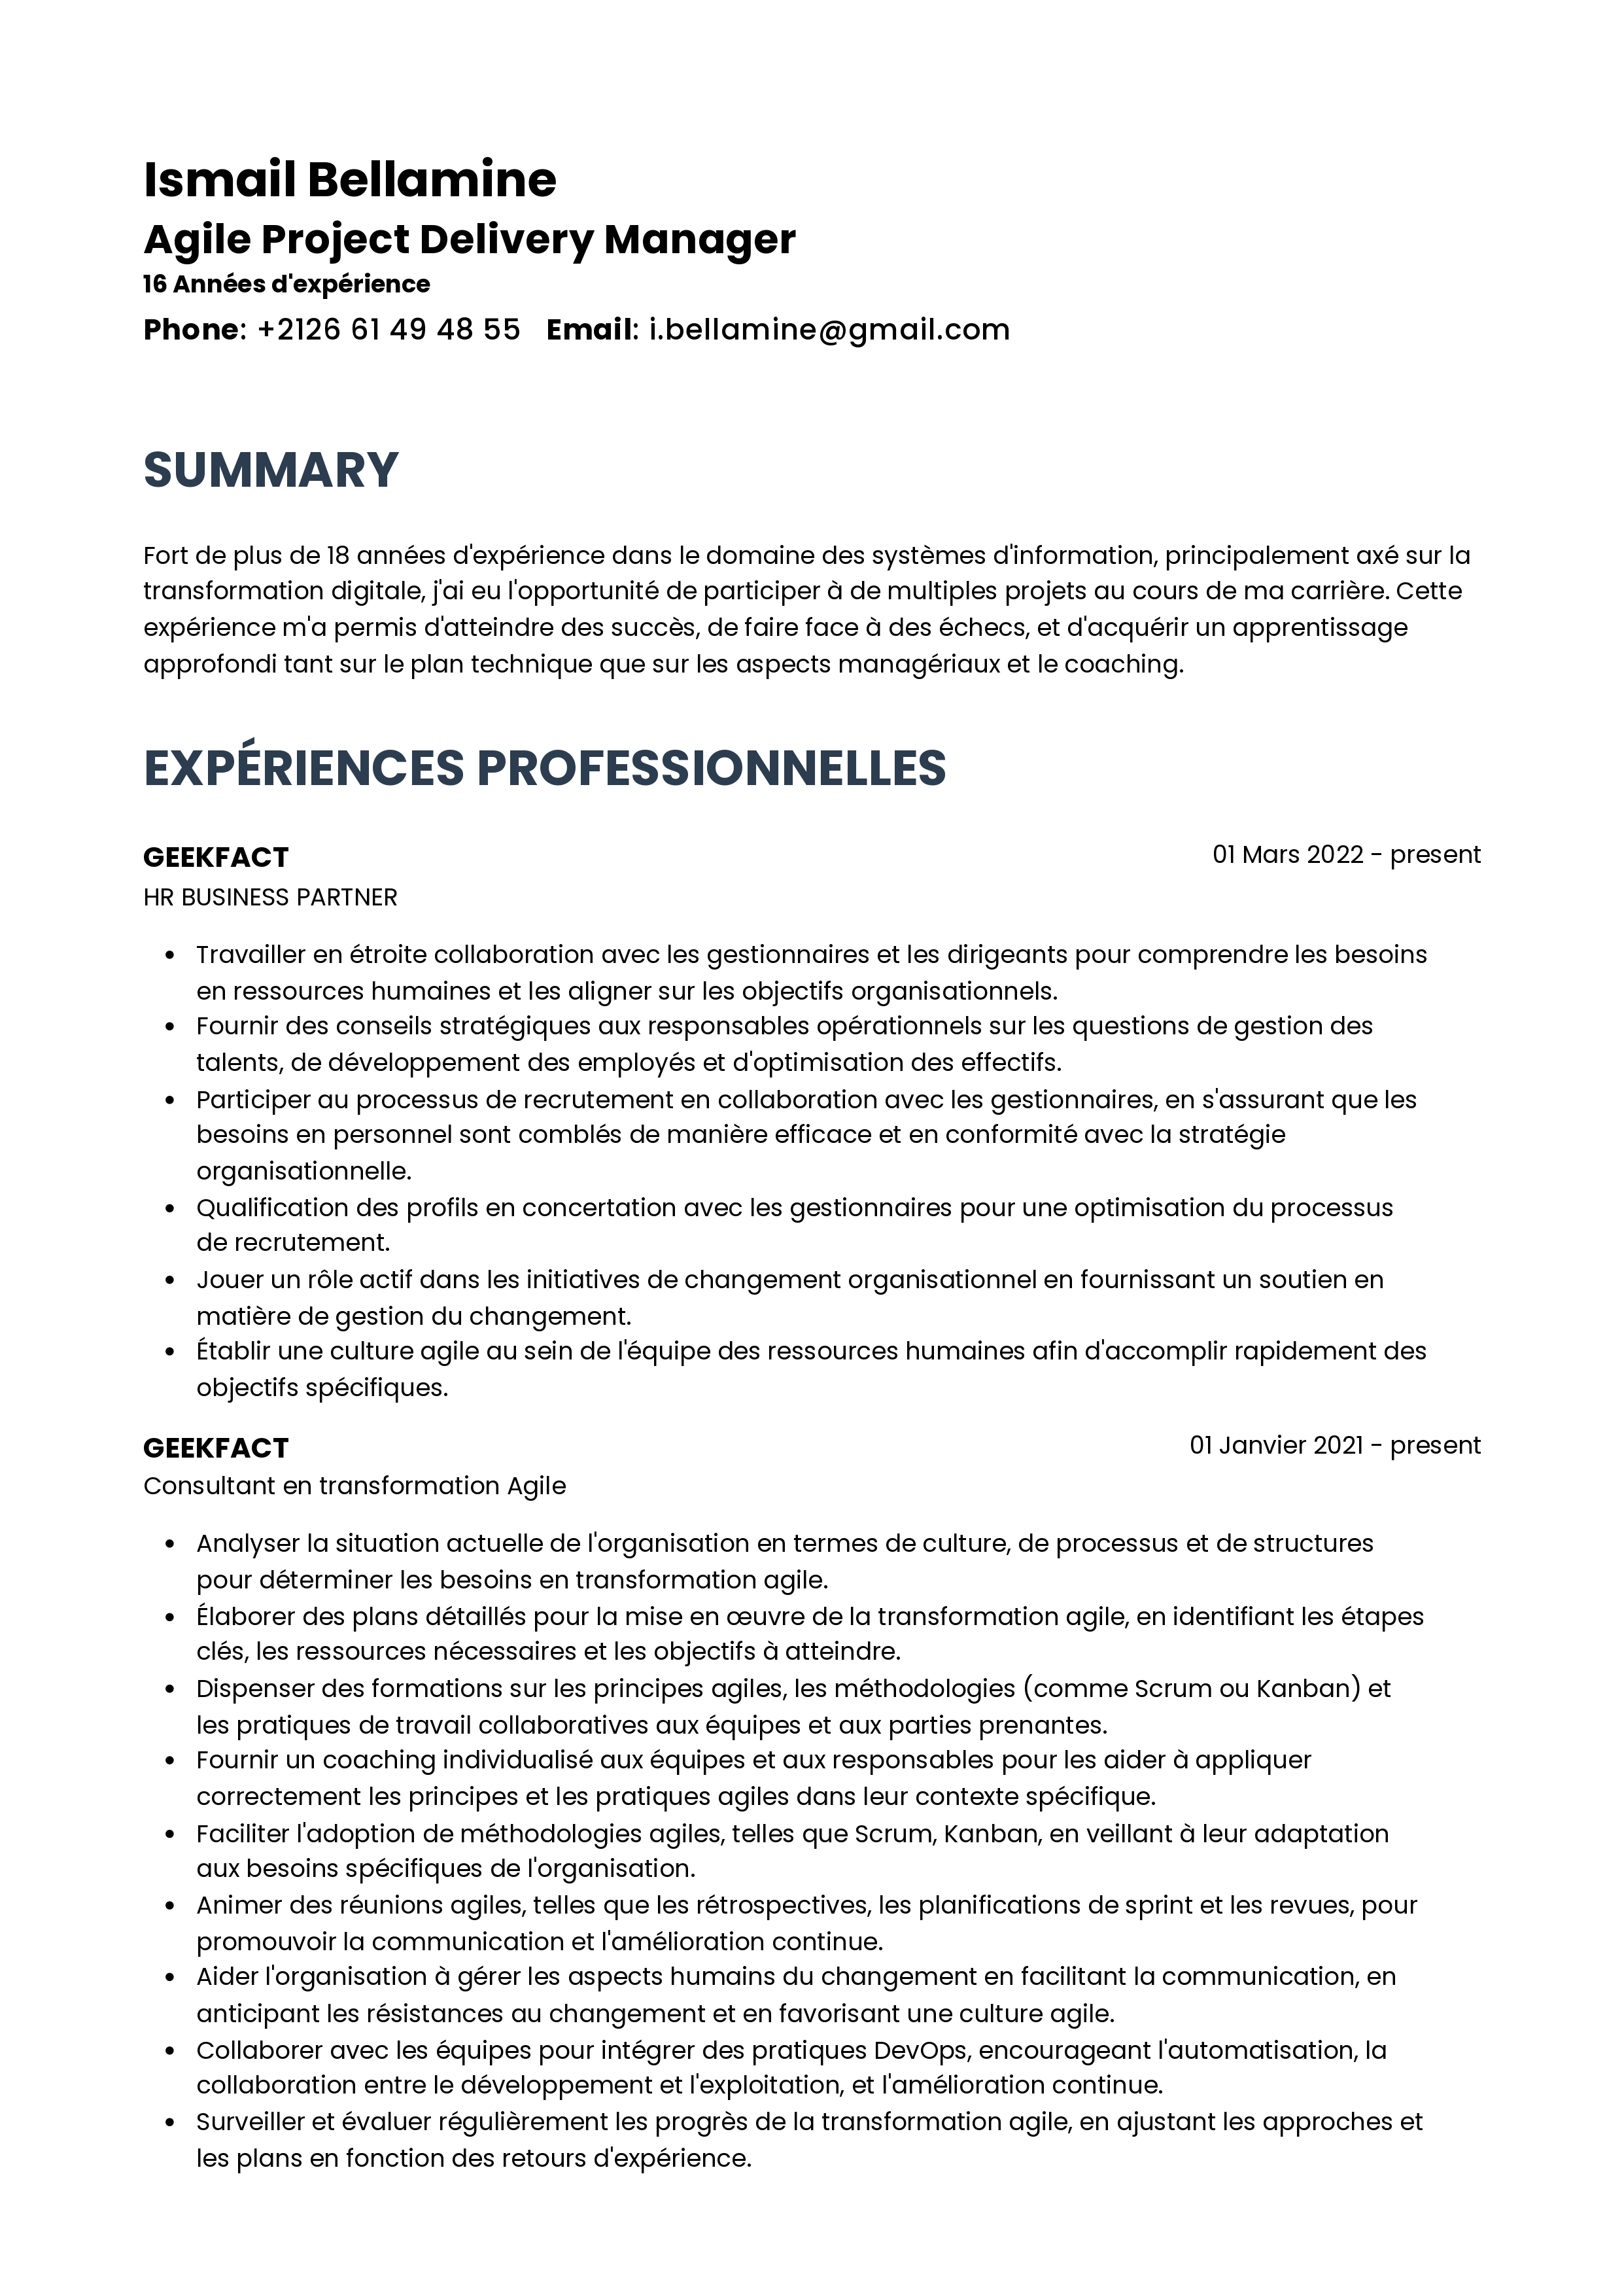 Ismail Bellamine
Agile Project Delivery Manager
16 Années d'expérience
Phone: +2126 61 49 48 55 Email: i.bellamine@gmail.com
SUMMARY
Fort de plus de 18 années d'expérience dans le domaine des systèmes d'information, principalement axé sur la
transformation digitale, j'ai eu l'opportunité de participer à de multiples projets au cours de ma carrière. Cette
expérience m'a permis d'atteindre des succès, de faire face à des échecs, et d'acquérir un apprentissage
approfondi tant sur le plan technique que sur les aspects managériaux et le coaching.
EXPÉRIENCES PROFESSIONNELLES
GEEKFACT 01 Mars 2022 - present
HR BUSINESS PARTNER
• Travailler en étroite collaboration avec les gestionnaires et les dirigeants pour comprendre les besoins
en ressources humaines et les aligner sur les objectifs organisationnels.
• Fournir des conseils stratégiques aux responsables opérationnels sur les questions de gestion des
talents, de développement des employés et d'optimisation des effectifs.
• Participer au processus de recrutement en collaboration avec les gestionnaires, en s'assurant que les
besoins en personnel sont comblés de manière efficace et en conformité avec la stratégie
organisationnelle.
• Qualification des profils en concertation avec les gestionnaires pour une optimisation du processus
de recrutement.
• Jouer un rôle actif dans les initiatives de changement organisationnel en fournissant un soutien en
matière de gestion du changement.
• Établir une culture agile au sein de l'équipe des ressources humaines afin d'accomplir rapidement des
objectifs spécifiques.
GEEKFACT 01 Janvier 2021 - present
Consultant en transformation Agile
• Analyser la situation actuelle de l'organisation en termes de culture, de processus et de structures
pour déterminer les besoins en transformation agile.
• Élaborer des plans détaillés pour la mise en œuvre de la transformation agile, en identifiant les étapes
clés, les ressources nécessaires et les objectifs à atteindre.
• Dispenser des formations sur les principes agiles, les méthodologies (comme Scrum ou Kanban) et
les pratiques de travail collaboratives aux équipes et aux parties prenantes.
• Fournir un coaching individualisé aux équipes et aux responsables pour les aider à appliquer
correctement les principes et les pratiques agiles dans leur contexte spécifique.
• Faciliter l'adoption de méthodologies agiles, telles que Scrum, Kanban, en veillant à leur adaptation
aux besoins spécifiques de l'organisation.
• Animer des réunions agiles, telles que les rétrospectives, les planifications de sprint et les revues, pour
promouvoir la communication et l'amélioration continue.
• Aider l'organisation à gérer les aspects humains du changement en facilitant la communication, en
anticipant les résistances au changement et en favorisant une culture agile.
• Collaborer avec les équipes pour intégrer des pratiques DevOps, encourageant l'automatisation, la
collaboration entre le développement et l'exploitation, et l'amélioration continue.
• Surveiller et évaluer régulièrement les progrès de la transformation agile, en ajustant les approches et
les plans en fonction des retours d'expérience.